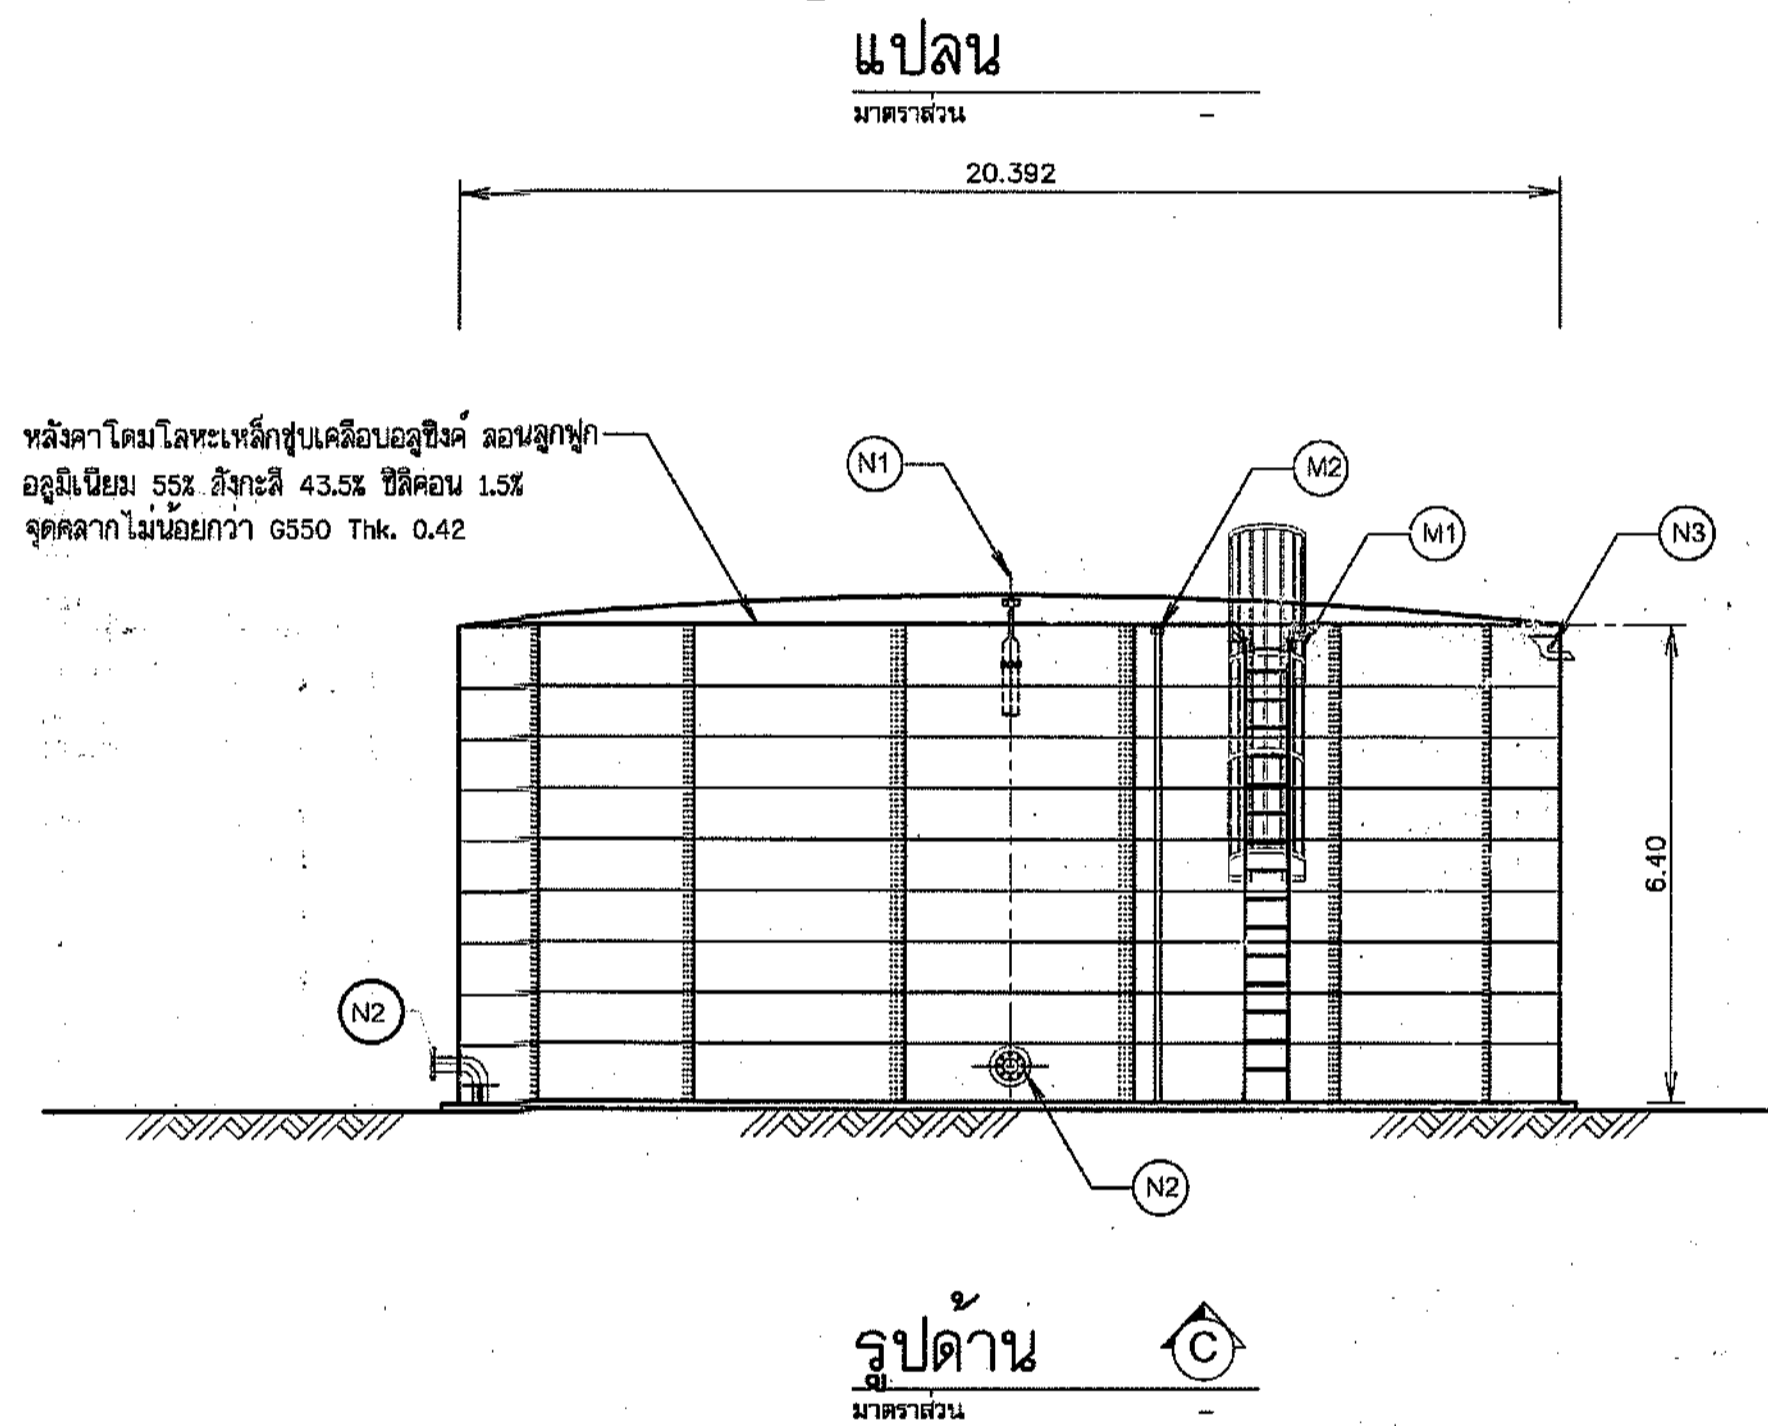 แปลน
มาตราส่วน -
20.392
หลังคาโดมโลหะเหล็กชุบเคลือบอลูซิงค์ ลอนลูกฟูก
อลูมิเนียม 55% สังกะสี 43.5% ซิลิคอน 1.5%
จุดคลากไม่น้อยกว่า G550 Thk. 0.42
N1
M2
M1
N3
6.40
N2
N2
รูปด้าน C
มาตราส่วน -